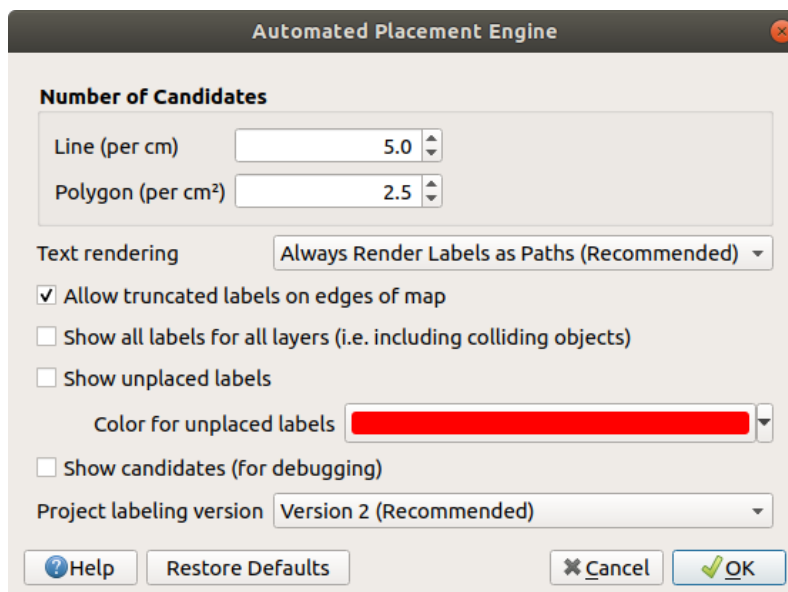 Automated Placement Engine
Number of Candidates
Line (per cm) 5.0
Polygon (per cm²) 2.5
Text rendering Always Render Labels as Paths (Recommended)
Allow truncated labels on edges of map
Show all labels for all layers (i.e. including colliding objects)
Show unplaced labels
Color for unplaced labels
Show candidates (for debugging)
Project labeling version Version 2 (Recommended)
Help Restore Defaults Cancel OK